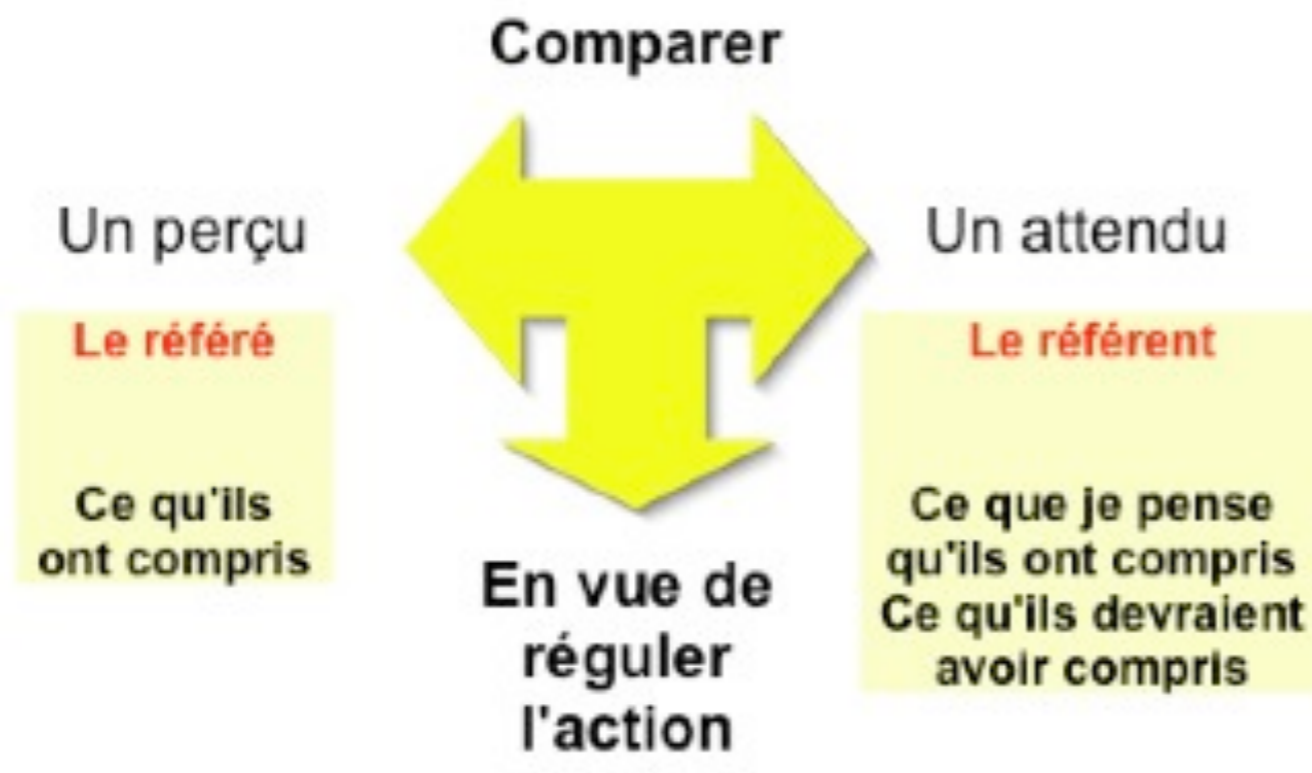 Comparer
Un perçu
Le référé
Ce qu'ils
ont compris
Un attendu
Le référent
Ce que je pense
qu'ils ont compris
Ce qu'ils devraient
avoir compris
En vue de
réguler
l'action